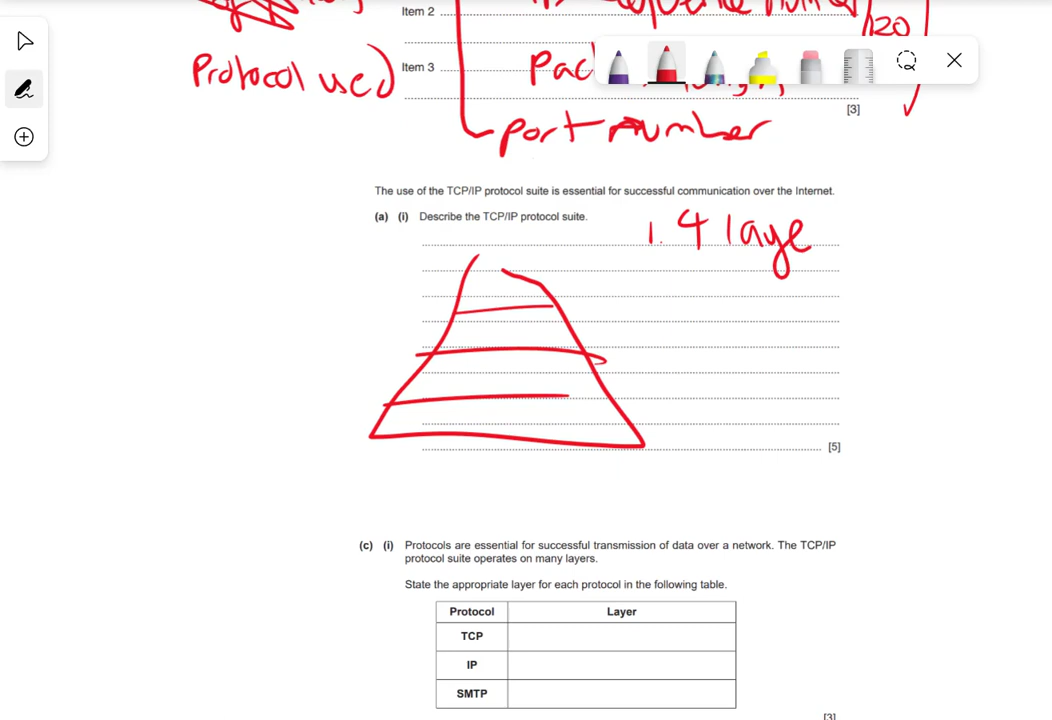 Item 2
sequence number
120
Protocol used
Item 3
Pac
[3]
port number
The use of the TCP/IP protocol suite is essential for successful communication over the Internet.
(a) (i) Describe the TCP/IP protocol suite.
1. 4 laye
[5]
(c) (i) Protocols are essential for successful transmission of data over a network. The TCP/IP
protocol suite operates on many layers.
State the appropriate layer for each protocol in the following table.
Protocol Layer
TCP
IP
SMTP
[3]